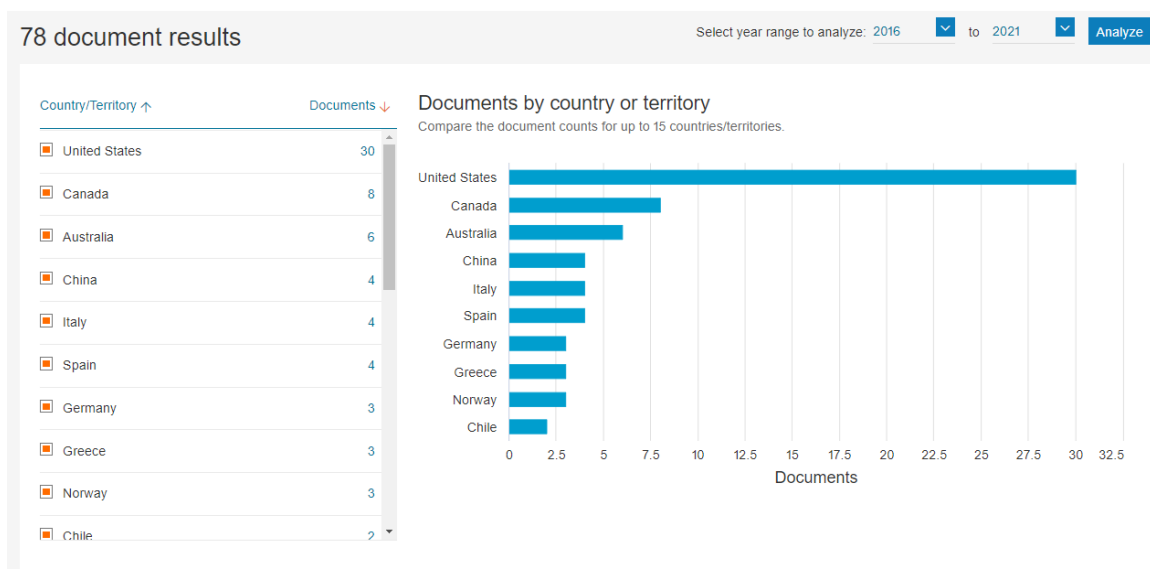 78 document results
Select year range to analyze: 2016 to 2021 Analyze
Country/Territory Documents
United States 30
Canada 8
Australia 6
China 4
Italy 4
Spain 4
Germany 3
Greece 3
Norway 3
Chile 2
Documents by country or territory
Compare the document counts for up to 15 countries/territories.
United States
Canada
Australia
China
Italy
Spain
Germany
Greece
Norway
Chile
0 2.5 5 7.5 10 12.5 15 17.5 20 22.5 25 27.5 30 32.5
Documents